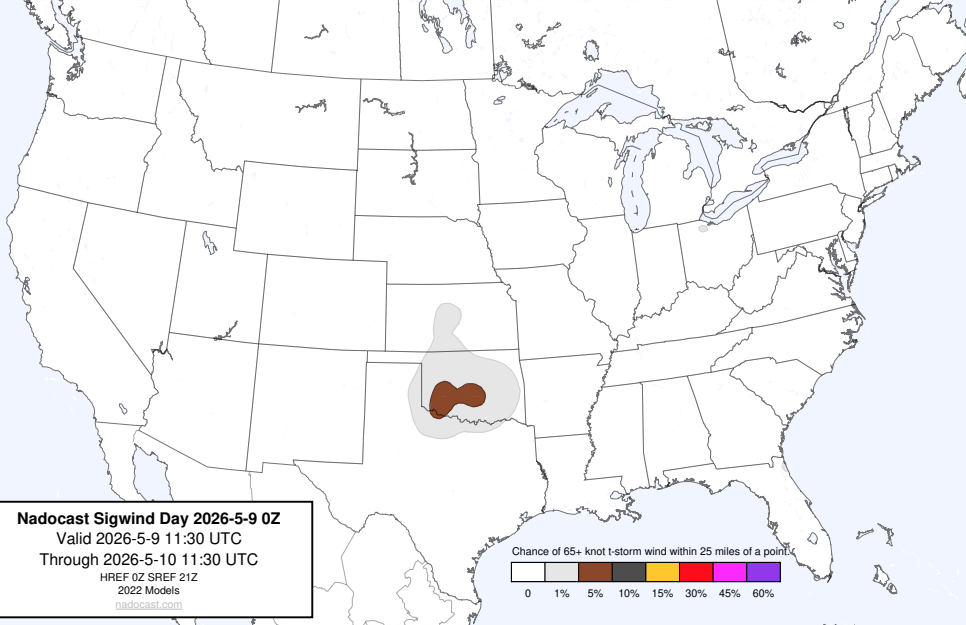 Nadocast Sigwind Day 2026-5-9 0Z
Valid 2026-5-9 11:30 UTC
Through 2026-5-10 11:30 UTC
HREF 0Z SREF 21Z
2022 Models
nadocast.com
Chance of 65+ knot t-storm wind within 25 miles of a point.
0 1% 5% 10% 15% 30% 45% 60%